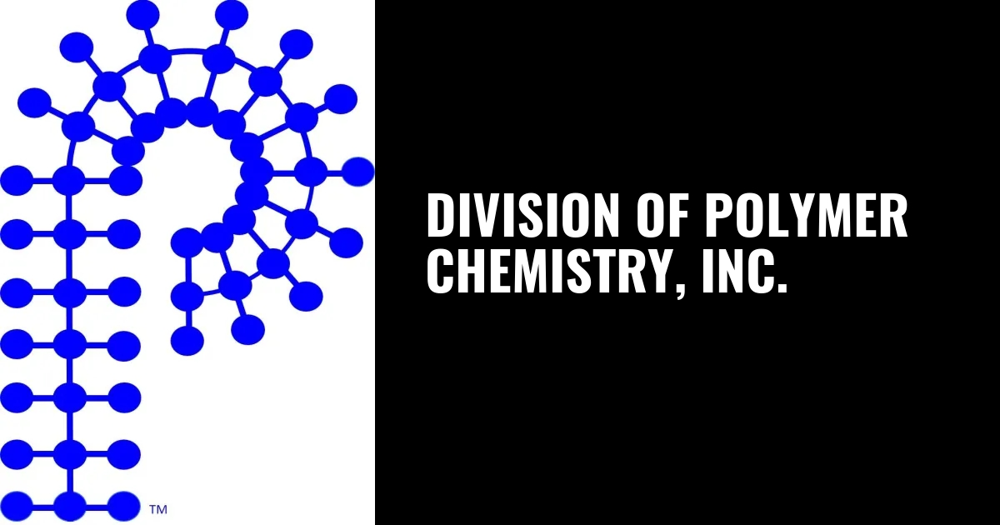 DIVISION OF POLYMER
CHEMISTRY, INC.
TM